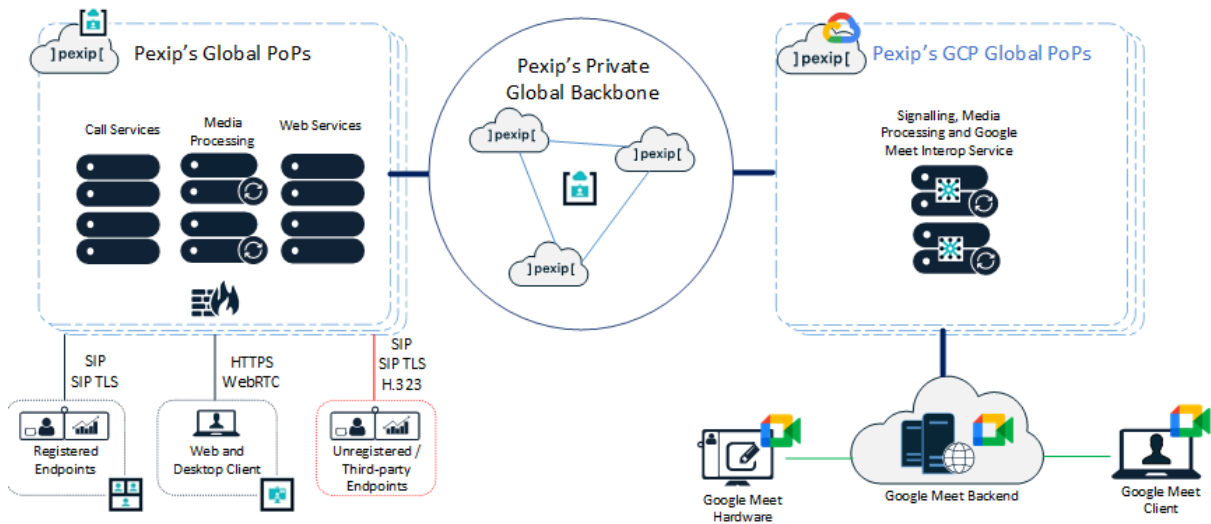 ]pexip[
Pexip's Global PoPs
Call Services
Media
Processing
Web Services
SIP
SIP TLS
HTTPS
WebRTC
SIP
SIP TLS
H.323
Registered
Endpoints
Web and
Desktop Client
Unregistered /
Third-party
Endpoints
Pexip's Private
Global Backbone
]pexip[
]pexip[
]pexip[
]pexip[
Pexip's GCP Global PoPs
Signalling, Media
Processing and Google
Meet Interop Service
Google Meet
Hardware
Google Meet Backend
Google Meet
Client